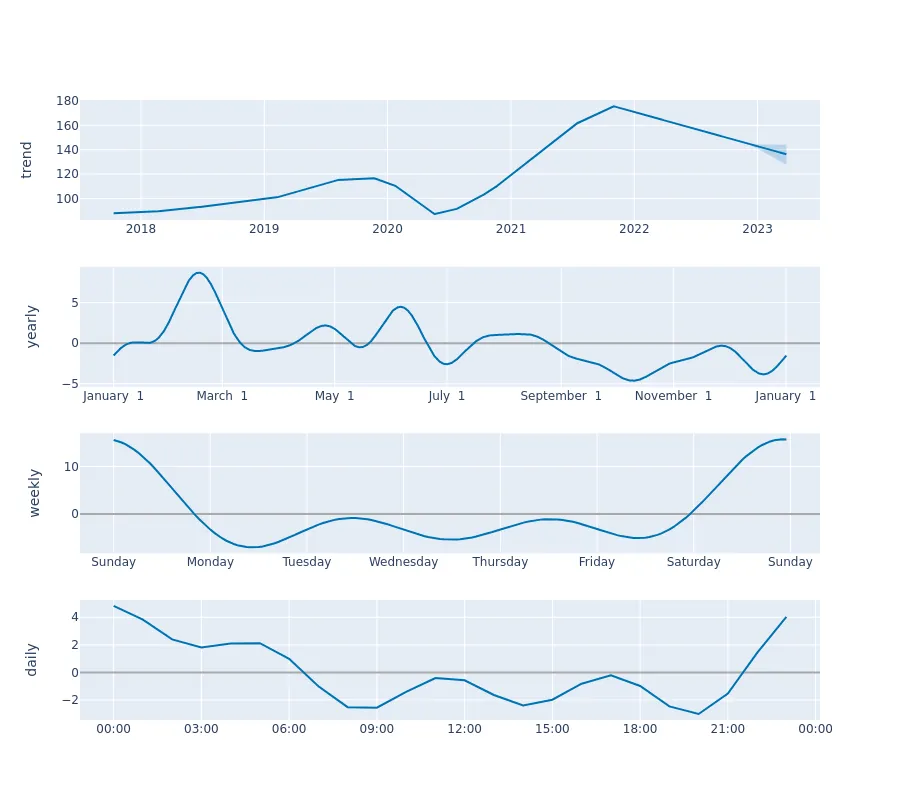 180
160
140
120
100
trend
2018 2019 2020 2021 2022 2023
5
0
−5
yearly
January 1 March 1 May 1 July 1 September 1 November 1 January 1
10
0
weekly
Sunday Monday Tuesday Wednesday Thursday Friday Saturday Sunday
4
2
0
−2
daily
00:00 03:00 06:00 09:00 12:00 15:00 18:00 21:00 00:00